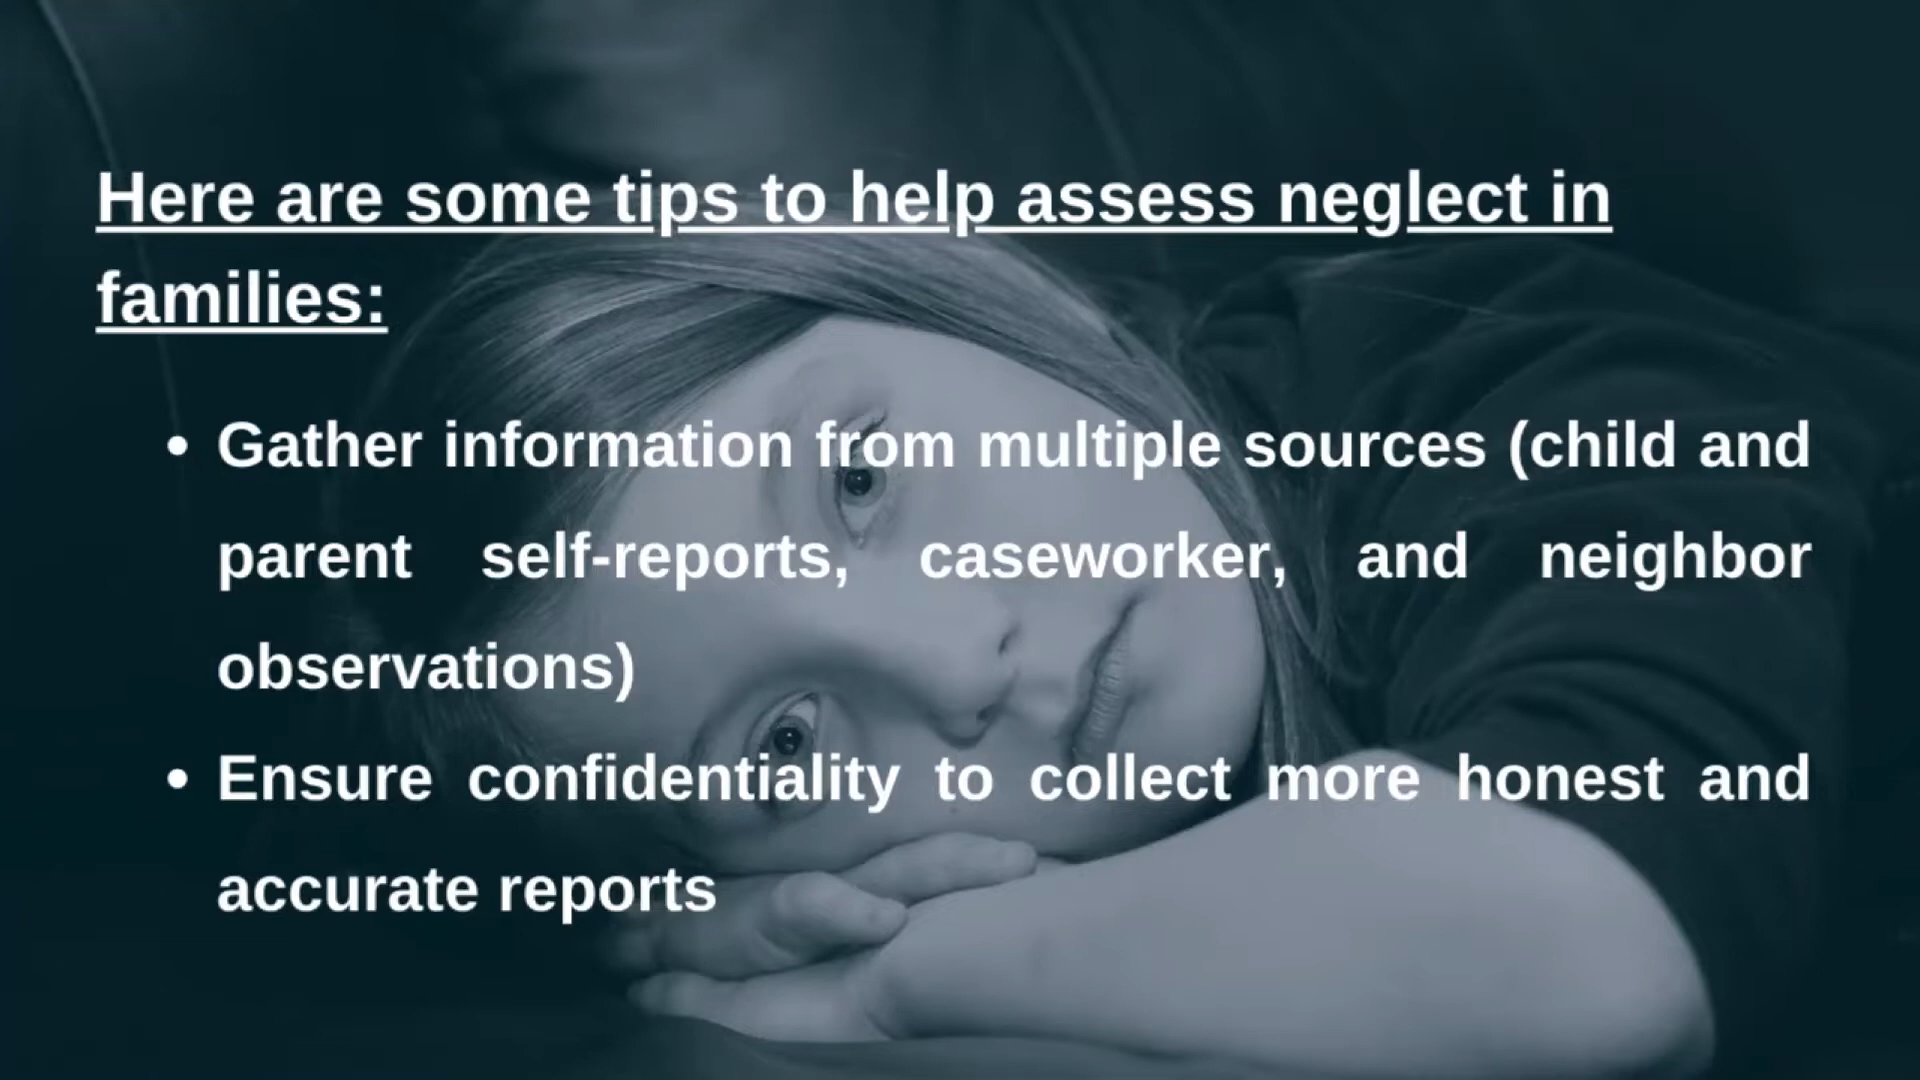 Here are some tips to help assess neglect in
families:
• Gather information from multiple sources (child and
parent self-reports, caseworker, and neighbor
observations)
• Ensure confidentiality to collect more honest and
accurate reports